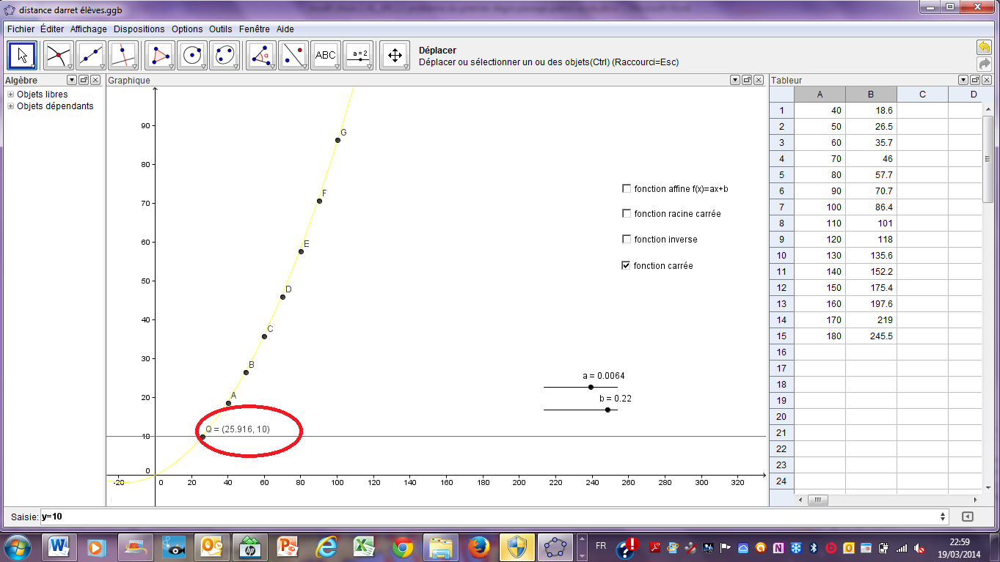 distance darret élèves.ggb
Fichier Éditer Affichage Dispositions Options Outils Fenêtre Aide
ABC
a = 2
Déplacer
Déplacer ou sélectionner un ou des objets(Ctrl) (Raccourci=Esc)
Algèbre
Graphique
Tableur
Objets libres
Objets dépendants
90
80
70
60
50
40
30
20
10
0
-20 0 20 40 60 80 100 120 140 160 180 200 220 240 260 280 300 320
G
F
E
D
C
B
A
Q = (25.916, 10)
fonction affine f(x)=ax+b
fonction racine carrée
fonction inverse
fonction carrée
a = 0.0064
b = 0.22
A B C D
1 40 18.6
2 50 26.5
3 60 35.7
4 70 46
5 80 57.7
6 90 70.7
7 100 86.4
8 110 101
9 120 118
10 130 135.6
11 140 152.2
12 150 175.4
13 160 197.6
14 170 219
15 180 245.5
16
17
18
19
20
21
22
23
24
Saisie: y=10
FR
22:59
19/03/2014